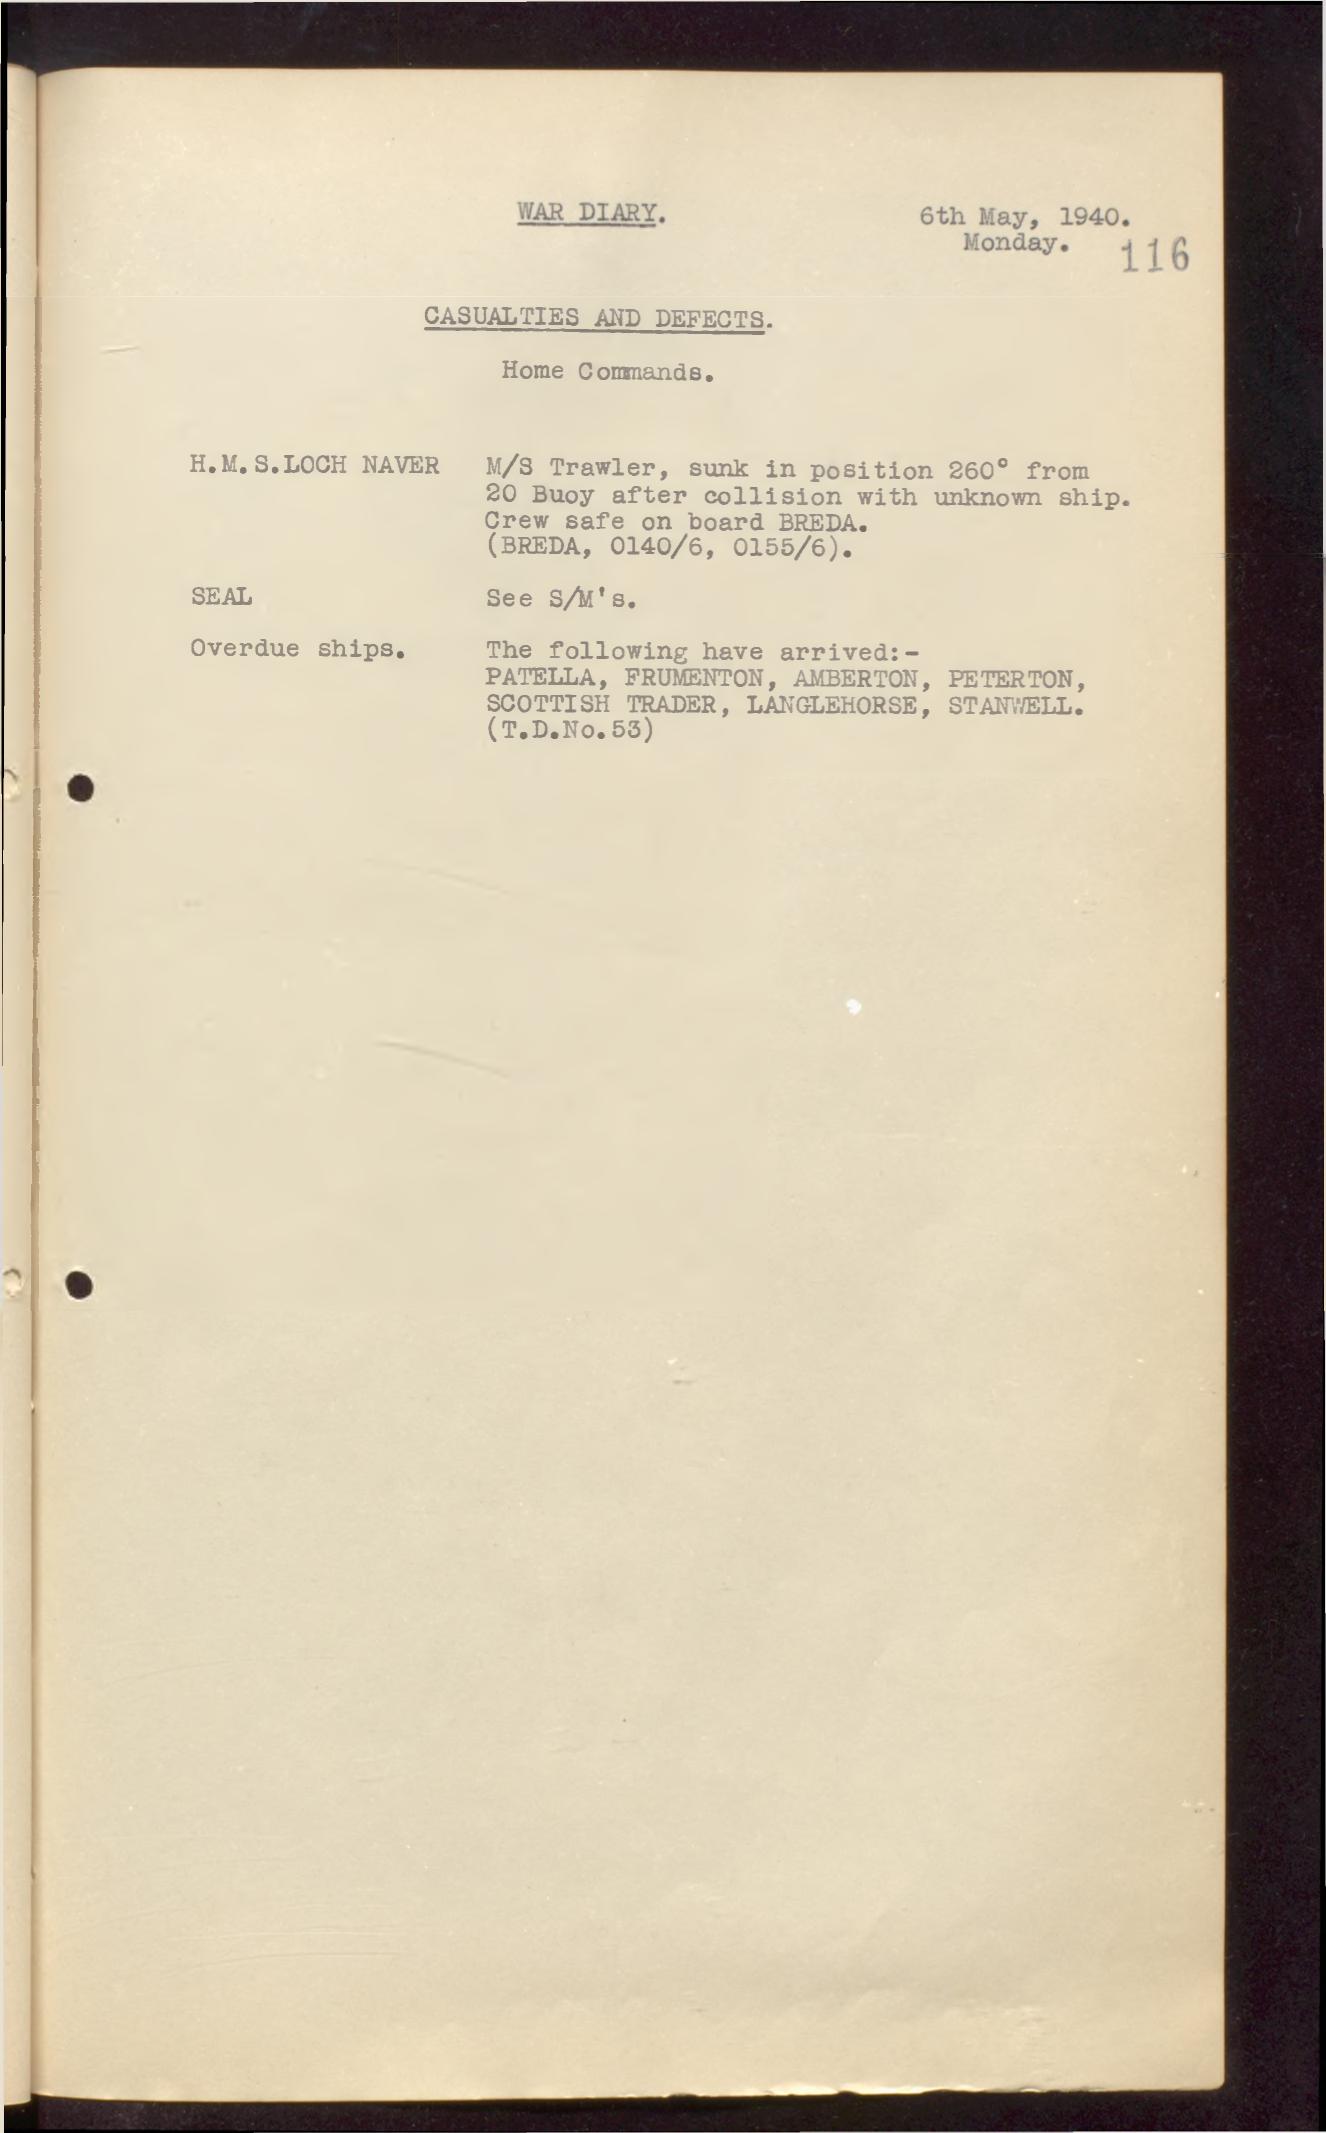 WAR DIARY.
6th May, 1940.
Monday.
116
CASUALTIES AND DEFECTS.
Home Commands.
H.M.S.LOCH NAVER M/S Trawler, sunk in position 260° from
20 Buoy after collision with unknown ship.
Crew safe on board BREDA.
(BREDA, 0140/6, 0155/6).
SEAL See S/M's.
Overdue ships. The following have arrived:-
PATELLA, FRUMENTON, AMBERTON, PETERTON,
SCOTTISH TRADER, LANGLEHORSE, STANWELL.
(T.D.No.53)